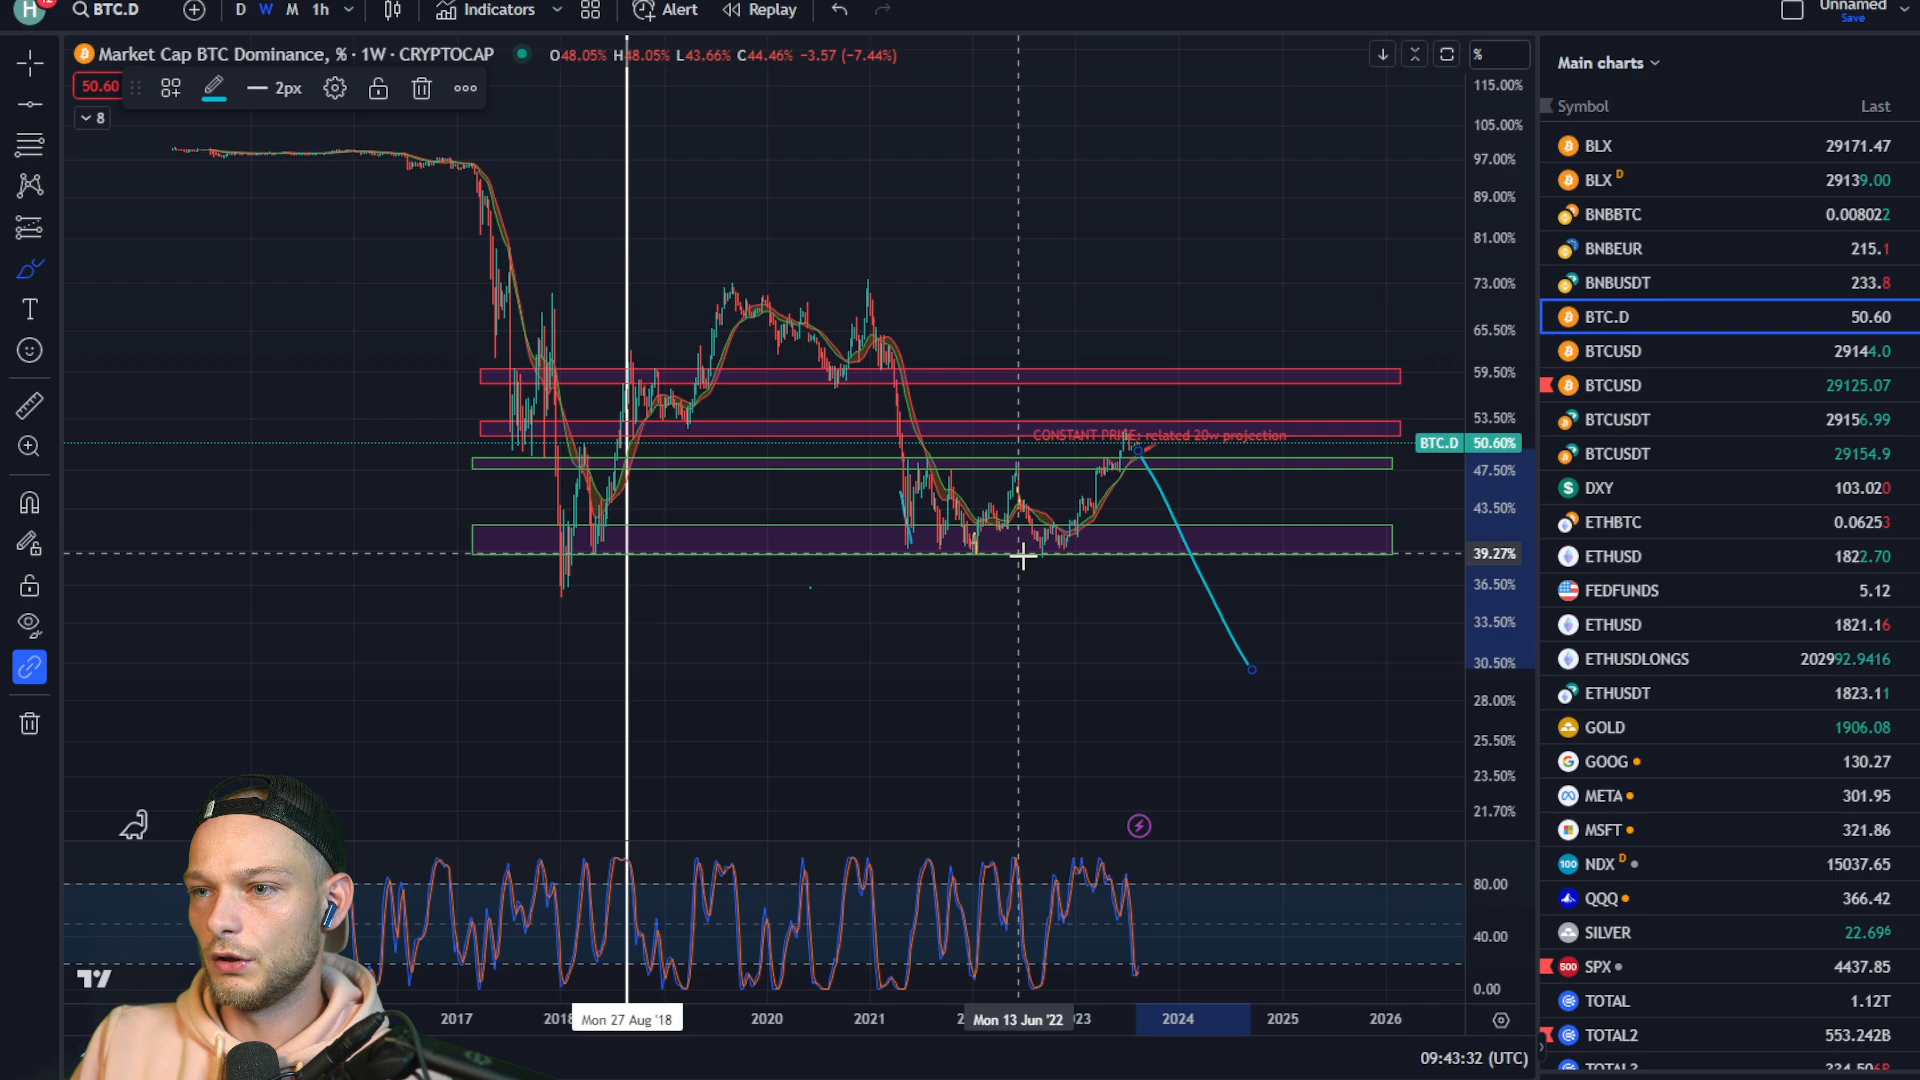 H 12 BTC.D D W M 1h Indicators Alert Replay Unnamed
Save
Market Cap BTC Dominance, % · 1W · CRYPTOCAP O48.05% H48.05% L43.66% C44.46% −3.57 (−7.44%) %
50.60 2px
8
115.00%
105.00%
97.00%
89.00%
81.00%
73.00%
65.50%
59.50%
53.50%
CONSTANT PRICE: related 20w projection
BTC.D 50.60%
47.50%
43.50%
39.27%
36.50%
33.50%
30.50%
28.00%
25.50%
23.50%
21.70%
80.00
40.00
0.00
2017 2018 Mon 27 Aug '18 2020 2021 2 Mon 13 Jun '22 23 2024 2025 2026
09:43:32 (UTC)
Main charts
Symbol Last
BLX 29171.47
BLX D 29139.00
BNBBTC 0.008022
BNBEUR 215.1
BNBUSDT 233.8
BTC.D 50.60
BTCUSD 29144.0
BTCUSD 29125.07
BTCUSDT 29156.99
BTCUSDT 29154.9
DXY 103.020
ETHBTC 0.06253
ETHUSD 1822.70
FEDFUNDS 5.12
ETHUSD 1821.16
ETHUSDLONGS 202992.9416
ETHUSDT 1823.11
GOLD 1906.08
GOOG 130.27
META 301.95
MSFT 321.86
100 NDX D 15037.65
QQQ 366.42
SILVER 22.696
500 SPX 4437.85
TOTAL 1.12T
TOTAL2 553.242B